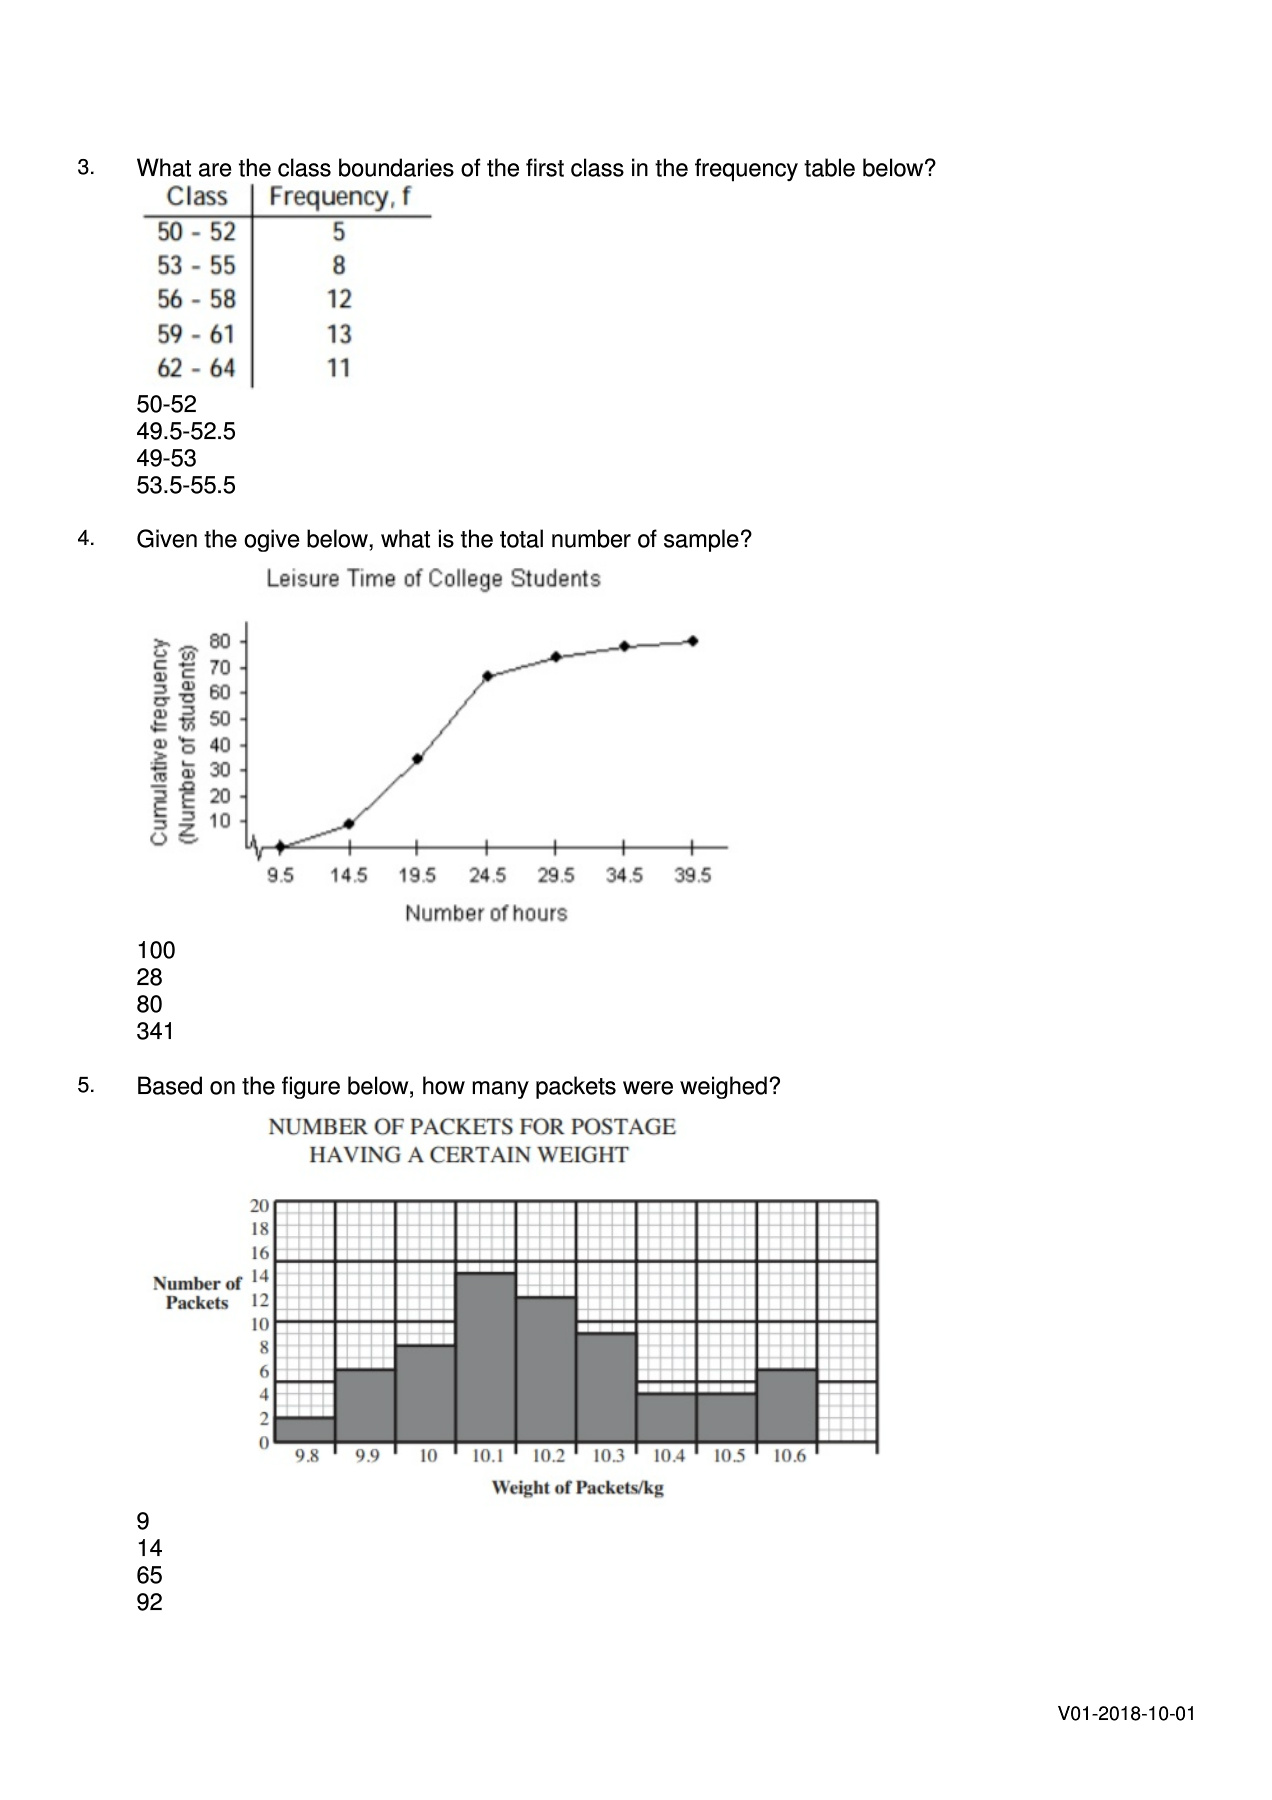 3. What are the class boundaries of the first class in the frequency table below?
Class Frequency, f
50 - 52 5
53 - 55 8
56 - 58 12
59 - 61 13
62 - 64 11
50-52
49.5-52.5
49-53
53.5-55.5
4. Given the ogive below, what is the total number of sample?
Leisure Time of College Students
Cumulative frequency
(Number of students)
80
70
60
50
40
30
20
10
9.5 14.5 19.5 24.5 29.5 34.5 39.5
Number of hours
100
28
80
341
5. Based on the figure below, how many packets were weighed?
NUMBER OF PACKETS FOR POSTAGE
HAVING A CERTAIN WEIGHT
Number of
Packets
20
18
16
14
12
10
8
6
4
2
0
9.8 9.9 10 10.1 10.2 10.3 10.4 10.5 10.6
Weight of Packets/kg
9
14
65
92
V01-2018-10-01